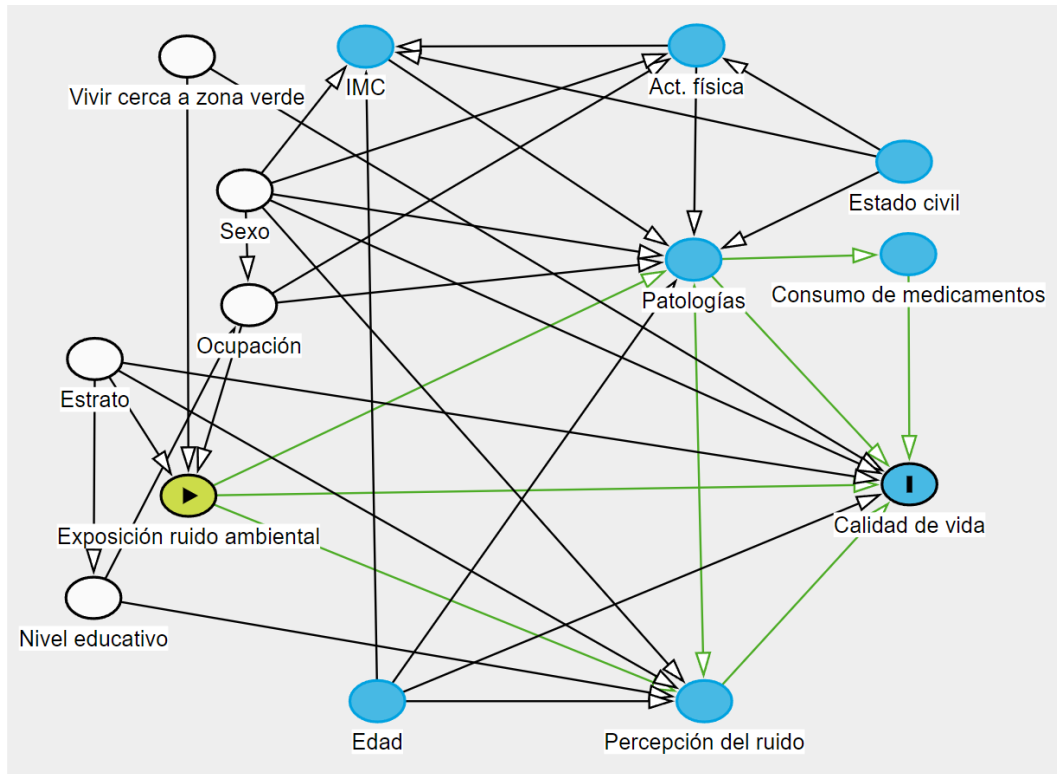 Vivir cerca a zona verde
IMC
Act. física
Estado civil
Sexo
Patologías
Consumo de medicamentos
Ocupación
Estrato
Exposición ruido ambiental
Calidad de vida
Nivel educativo
Edad
Percepción del ruido